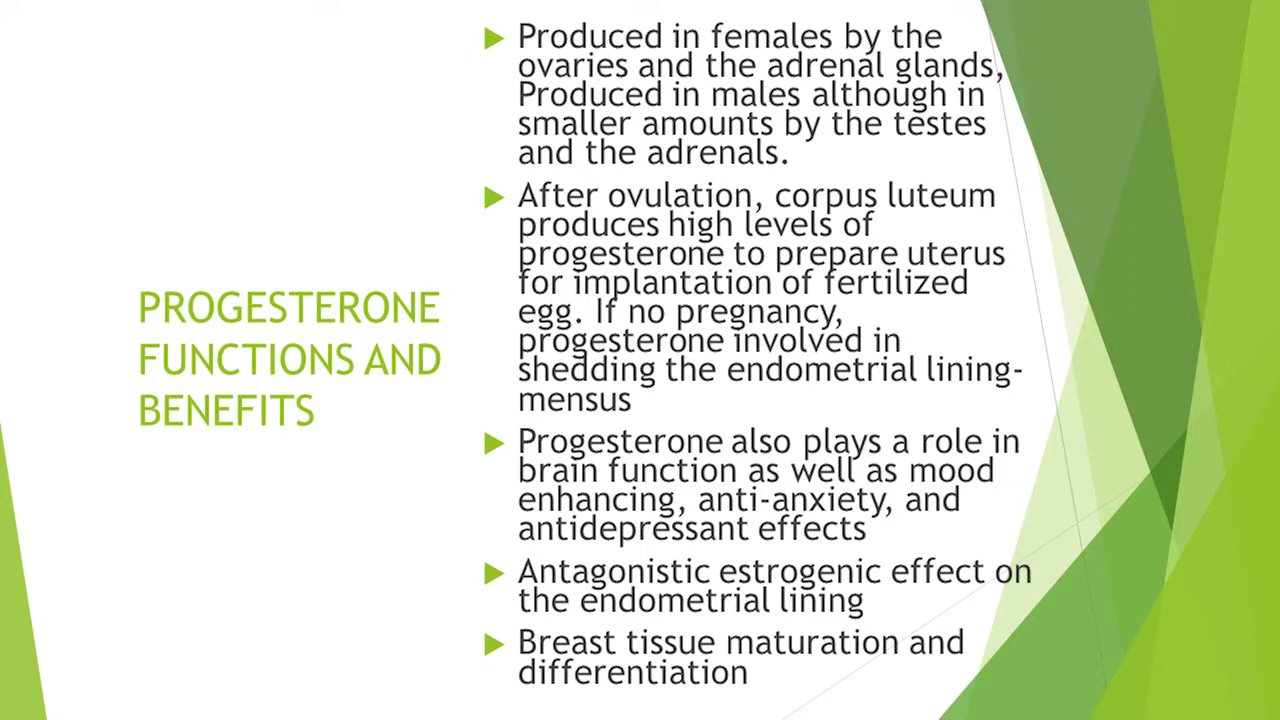 PROGESTERONE
FUNCTIONS AND
BENEFITS
Produced in females by the
ovaries and the adrenal glands,
Produced in males although in
smaller amounts by the testes
and the adrenals.
After ovulation, corpus luteum
produces high levels of
progesterone to prepare uterus
for implantation of fertilized
egg. If no pregnancy,
progesterone involved in
shedding the endometrial lining-
mensus
Progesterone also plays a role in
brain function as well as mood
enhancing, anti-anxiety, and
antidepressant effects
Antagonistic estrogenic effect on
the endometrial lining
Breast tissue maturation and
differentiation